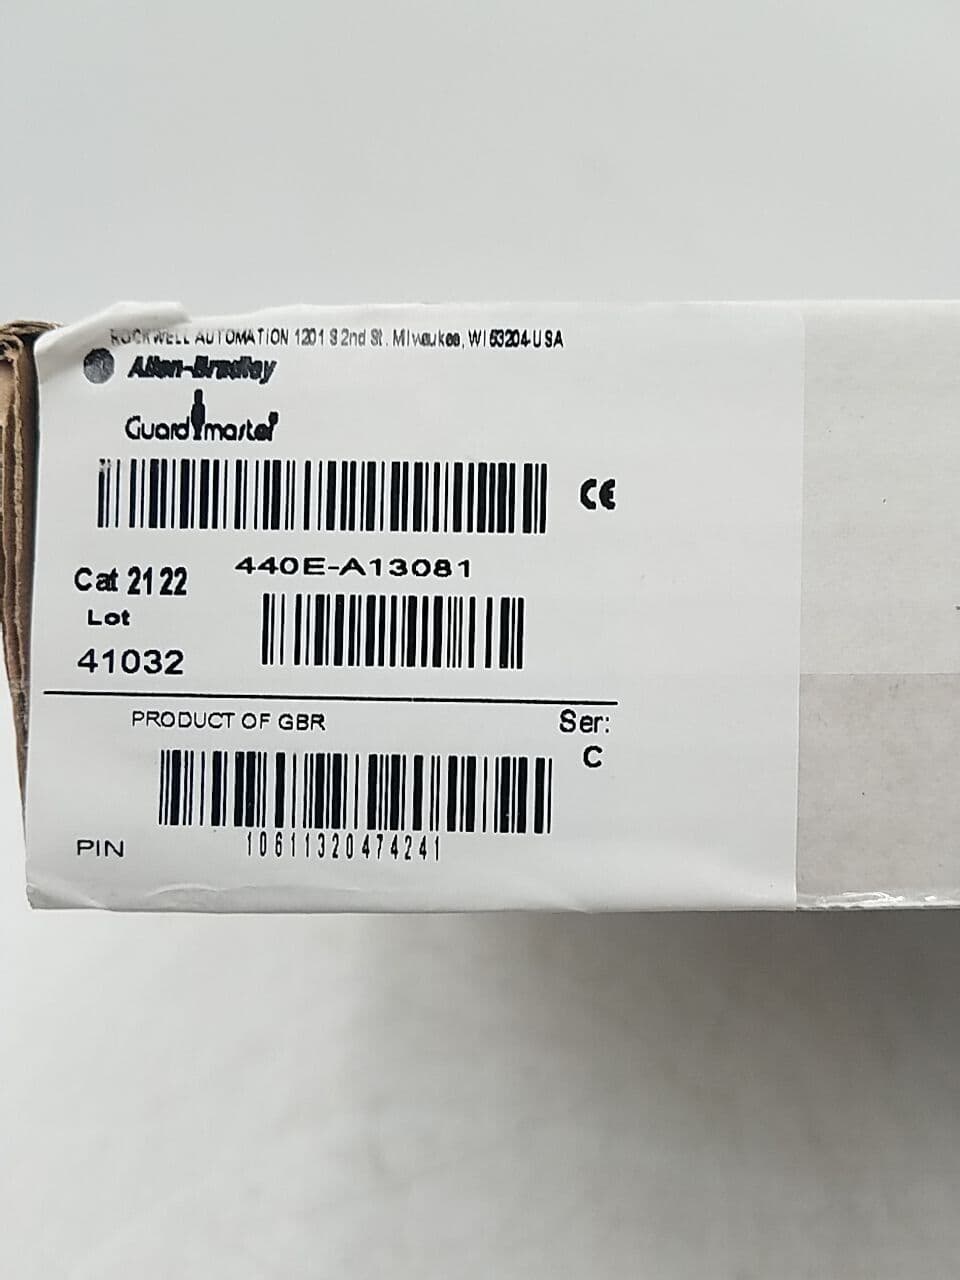 ROCKWELL AUTOMATION 1201 S 2nd St. Milwaukee, WI 53204-USA
Allen-Bradley
Guardmaster
CE
440E-A13081
Cat 2122
Lot
41032
PRODUCT OF GBR
Ser:
C
PIN
10611320474241